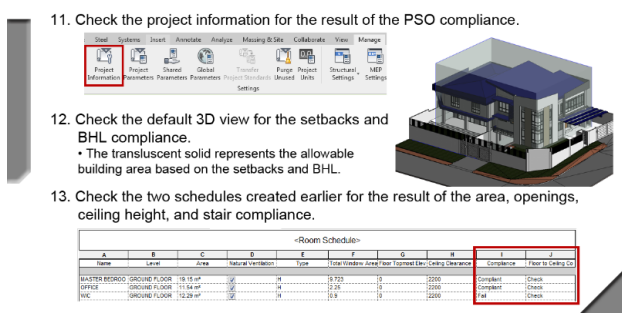 11. Check the project information for the result of the PSO compliance.
Steel Systems Insert Annotate Analyze Massing & Site Collaborate View Manage
Project Information
Project Parameters
Shared Parameters
Global Parameters
Transfer Project Standards
Purge Unused
Project Units
Structural Settings
MEP Settings
Settings
12. Check the default 3D view for the setbacks and
BHL compliance.
• The transluscent solid represents the allowable
building area based on the setbacks and BHL.
13. Check the two schedules created earlier for the result of the area, openings,
ceiling height, and stair compliance.
<Room Schedule>
A B C D E F G H I J
Name Level Area Natural Ventilation Type Total Window Area Floor Topmost Elev Ceiling Clearance Compliance Floor to Ceiling Co
MASTER BEDROO GROUND FLOOR 19.15 m² H 9.723 0 2200 Compliant Check
OFFICE GROUND FLOOR 11.54 m² H 2.25 0 2200 Compliant Check
WC GROUND FLOOR 12.29 m² H 0.9 0 2200 Fail Check